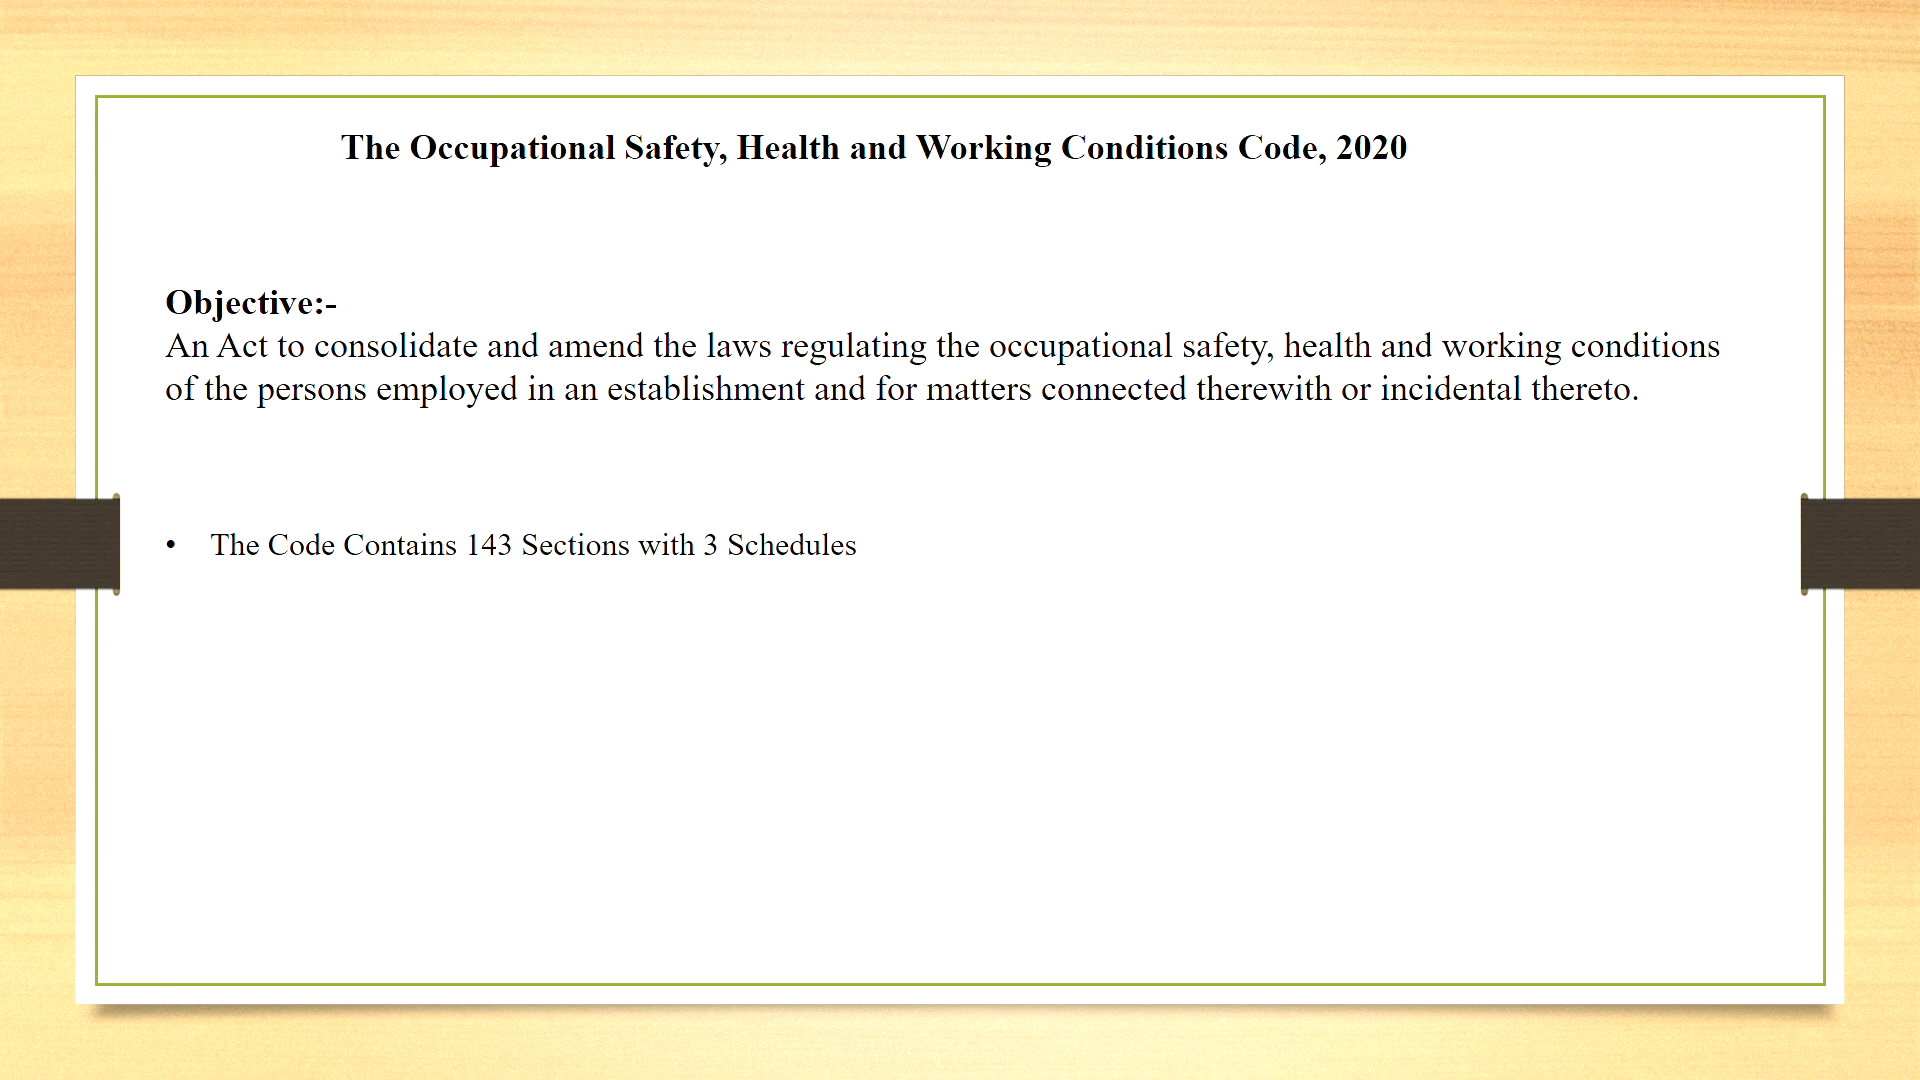 The Occupational Safety, Health and Working Conditions Code, 2020
Objective:-
An Act to consolidate and amend the laws regulating the occupational safety, health and working conditions
of the persons employed in an establishment and for matters connected therewith or incidental thereto.
• The Code Contains 143 Sections with 3 Schedules